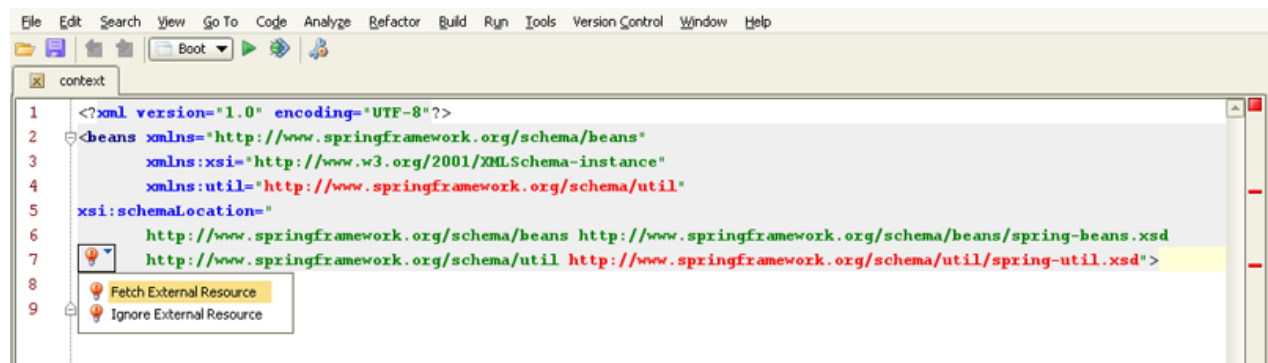 File Edit Search View Go To Code Analyze Refactor Build Run Tools Version Control Window Help
Boot
context
1 <?xml version="1.0" encoding="UTF-8"?>
2 <beans xmlns="http://www.springframework.org/schema/beans"
3 xmlns:xsi="http://www.w3.org/2001/XMLSchema-instance"
4 xmlns:util="http://www.springframework.org/schema/util"
5 xsi:schemaLocation="
6 http://www.springframework.org/schema/beans http://www.springframework.org/schema/beans/spring-beans.xsd
7 http://www.springframework.org/schema/util http://www.springframework.org/schema/util/spring-util.xsd">
8 Fetch External Resource
9 Ignore External Resource